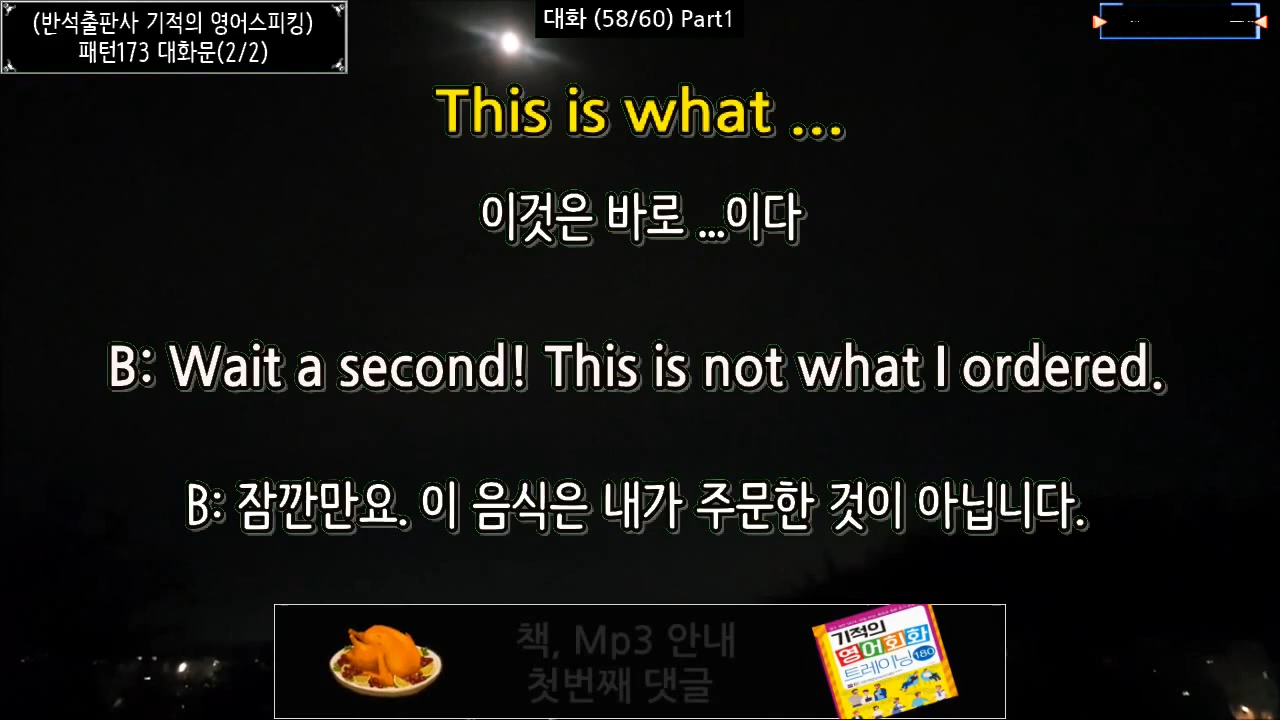 (반석출판사 기적의 영어스피킹)
패턴173 대화문(2/2)
대화 (58/60) Part1
This is what ...
이것은 바로 ...이다
B: Wait a second! This is not what I ordered.
B: 잠깐만요. 이 음식은 내가 주문한 것이 아닙니다.
책, Mp3 안내
첫번째 댓글
기적의
영어회화
트레이닝 180